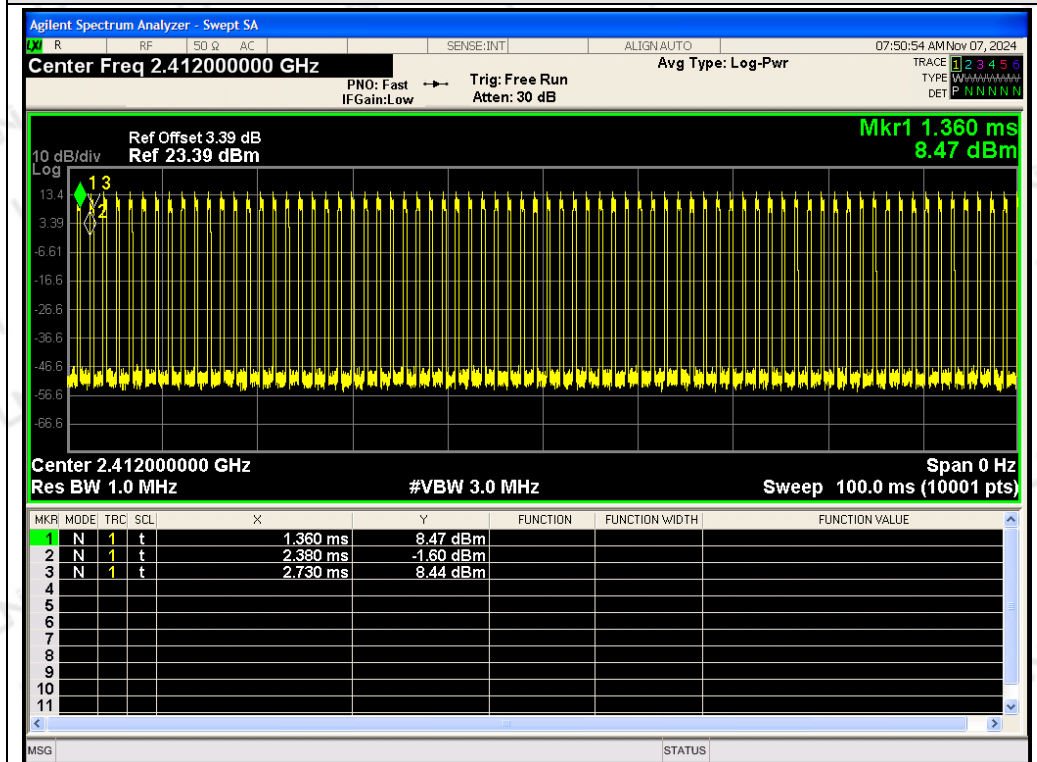 Agilent Spectrum Analyzer - Swept SA
LXI R RF 50 Ω AC SENSE:INT ALIGN AUTO 07:50:54 AM Nov 07, 2024
Center Freq 2.412000000 GHz
PNO: Fast
IFGain:Low
Trig: Free Run
Atten: 30 dB
Avg Type: Log-Pwr
TRACE 1 2 3 4 5 6
TYPE W
DET P N N N N N
Mkr1 1.360 ms
8.47 dBm
Ref Offset 3.39 dB
10 dB/div Ref 23.39 dBm
Log
1 3
13.4
2
3.39
-6.61
-16.6
-26.6
-36.6
-46.6
-56.6
-66.6
Center 2.412000000 GHz Span 0 Hz
Res BW 1.0 MHz #VBW 3.0 MHz Sweep 100.0 ms (10001 pts)
MKR MODE TRC SCL X Y FUNCTION FUNCTION WIDTH FUNCTION VALUE
1 N 1 t 1.360 ms 8.47 dBm
2 N 1 t 2.380 ms -1.60 dBm
3 N 1 t 2.730 ms 8.44 dBm
4
5
6
7
8
9
10
11
MSG STATUS